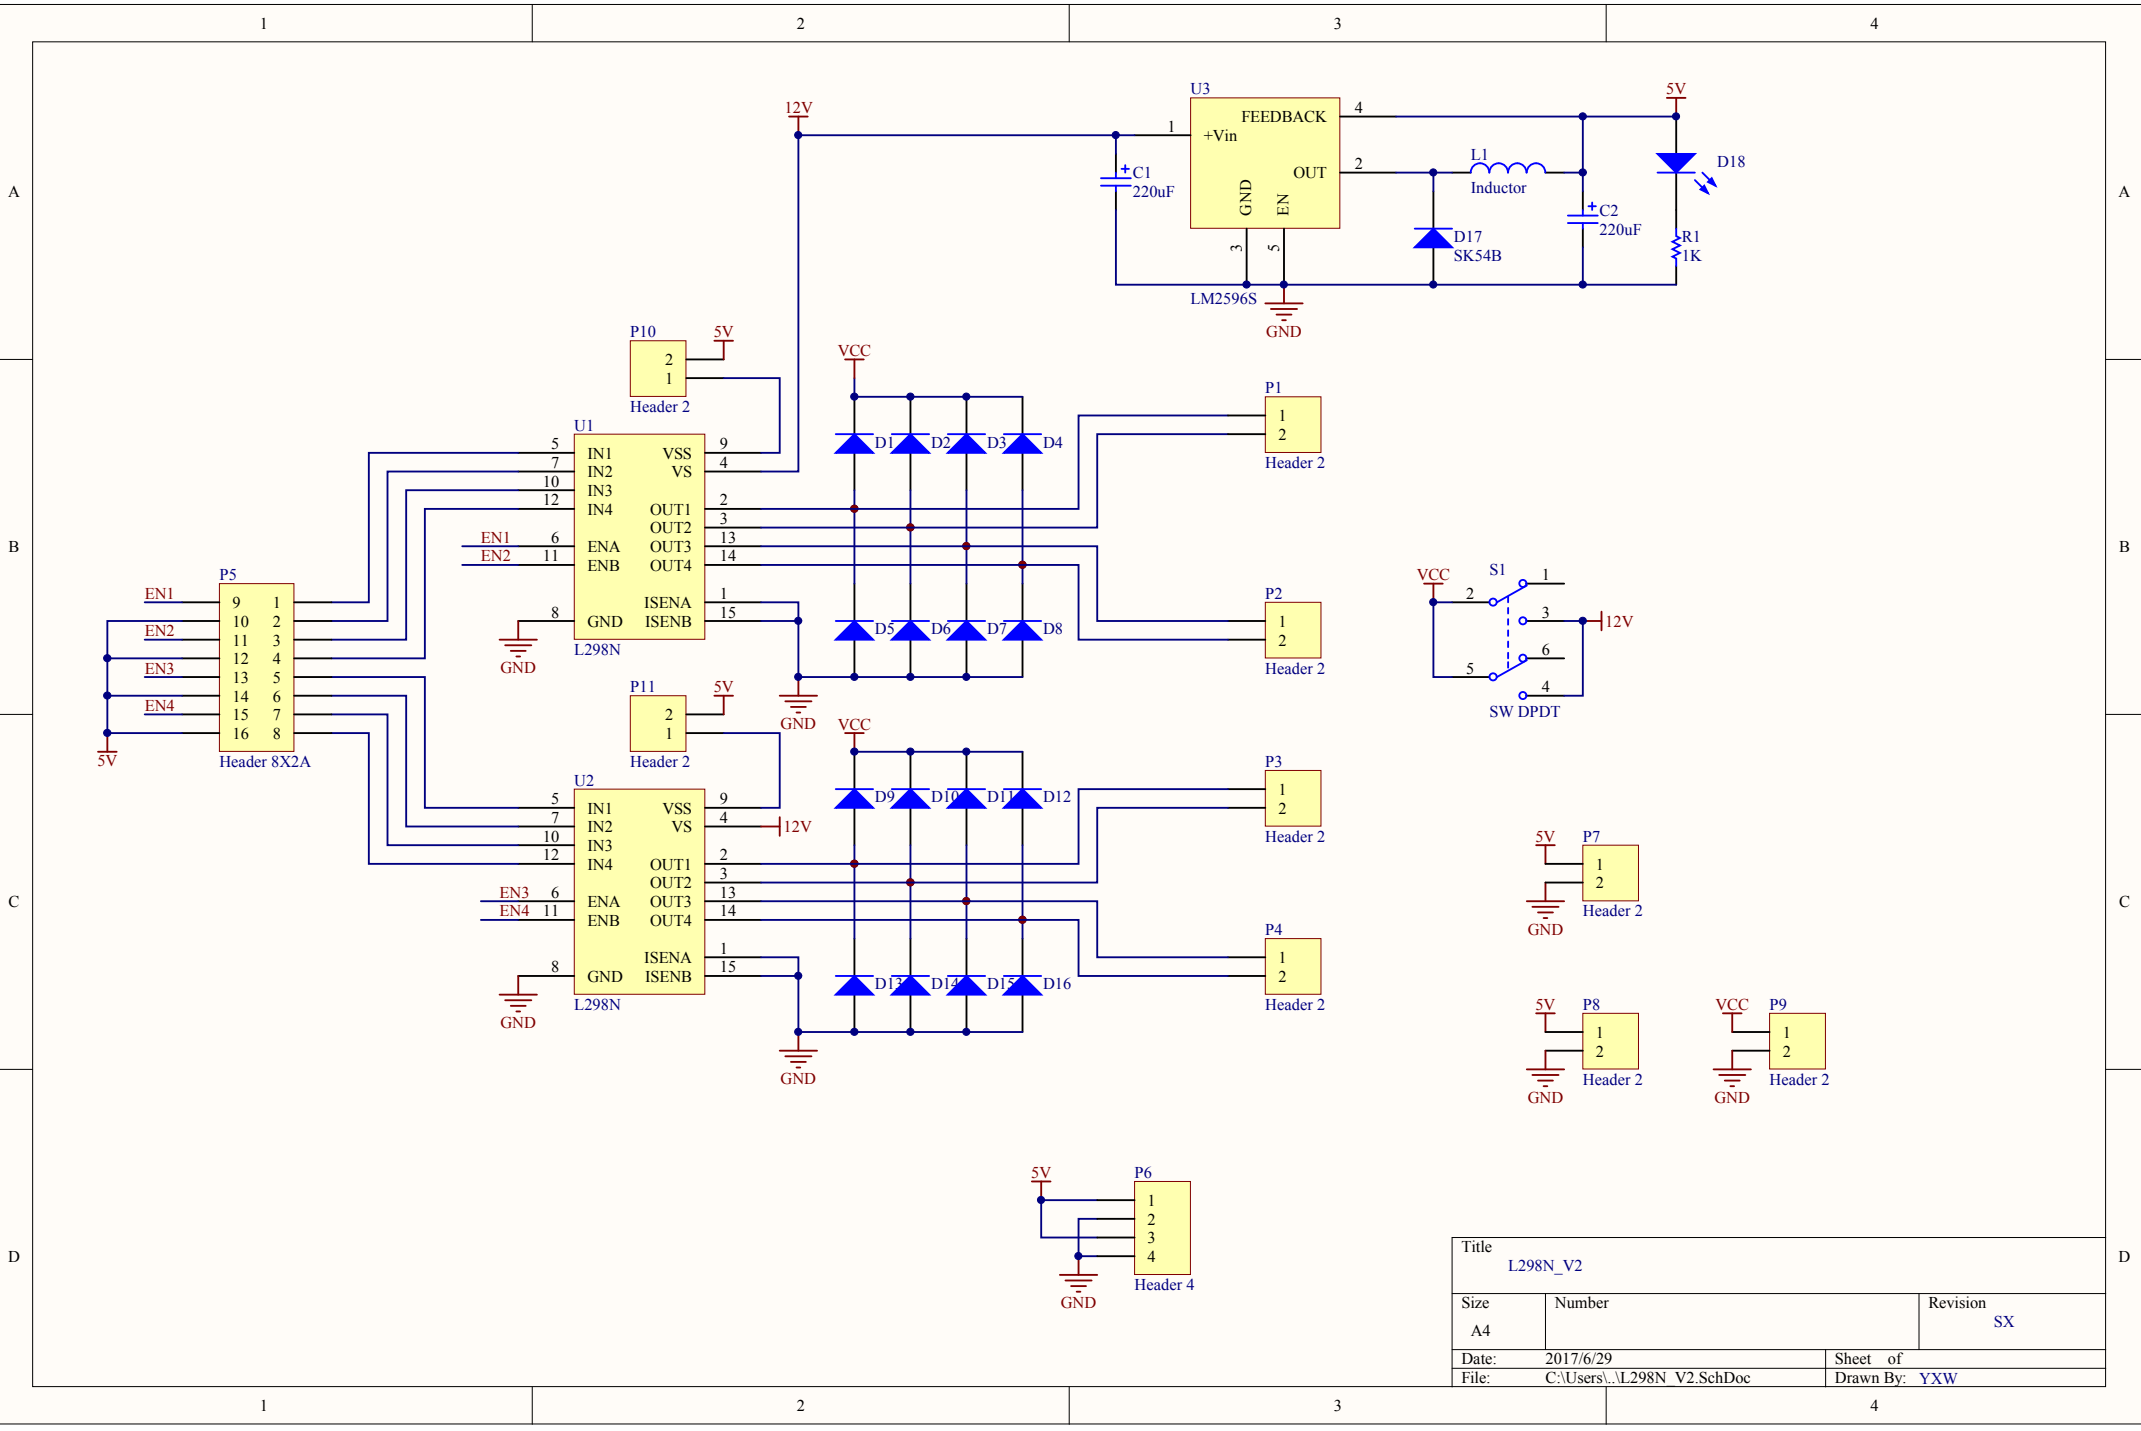 1 2 3 4
A
A
B
B
C
C
D
D
12V
U3
FEEDBACK 4
1 +Vin
OUT 2
GND
EN
3
5
LM2596S
GND
C1
220uF
L1
Inductor
D17
SK54B
C2
220uF
5V
D18
R1
1K
P10
2
1
Header 2
5V
U1
5 IN1 VSS 9
7 IN2 VS 4
10 IN3
12 IN4 OUT1 2
OUT2 3
EN1 6 ENA OUT3 13
EN2 11 ENB OUT4 14
ISENA 1
8 GND ISENB 15
L298N
GND
VCC
D1 D2 D3 D4
D5 D6 D7 D8
GND
P1
1
2
Header 2
P2
1
2
Header 2
P5
EN1 9 1
10 2
EN2 11 3
12 4
EN3 13 5
14 6
EN4 15 7
16 8
5V
Header 8X2A
VCC
S1
1
2
3
12V
6
5
4
SW DPDT
P11
2
1
Header 2
5V
U2
5 IN1 VSS 9
7 IN2 VS 4 12V
10 IN3
12 IN4 OUT1 2
OUT2 3
EN3 6 ENA OUT3 13
EN4 11 ENB OUT4 14
ISENA 1
8 GND ISENB 15
L298N
GND
VCC
D9 D10 D11 D12
D13 D14 D15 D16
GND
P3
1
2
Header 2
P4
1
2
Header 2
5V
P7
1
2
Header 2
GND
5V
P8
1
2
Header 2
GND
VCC
P9
1
2
Header 2
GND
5V
P6
1
2
3
4
Header 4
GND
Title
L298N_V2
Size Number Revision
A4 SX
Date: 2017/6/29 Sheet of
File: C:\Users\..\L298N_V2.SchDoc Drawn By: YXW
1 2 3 4